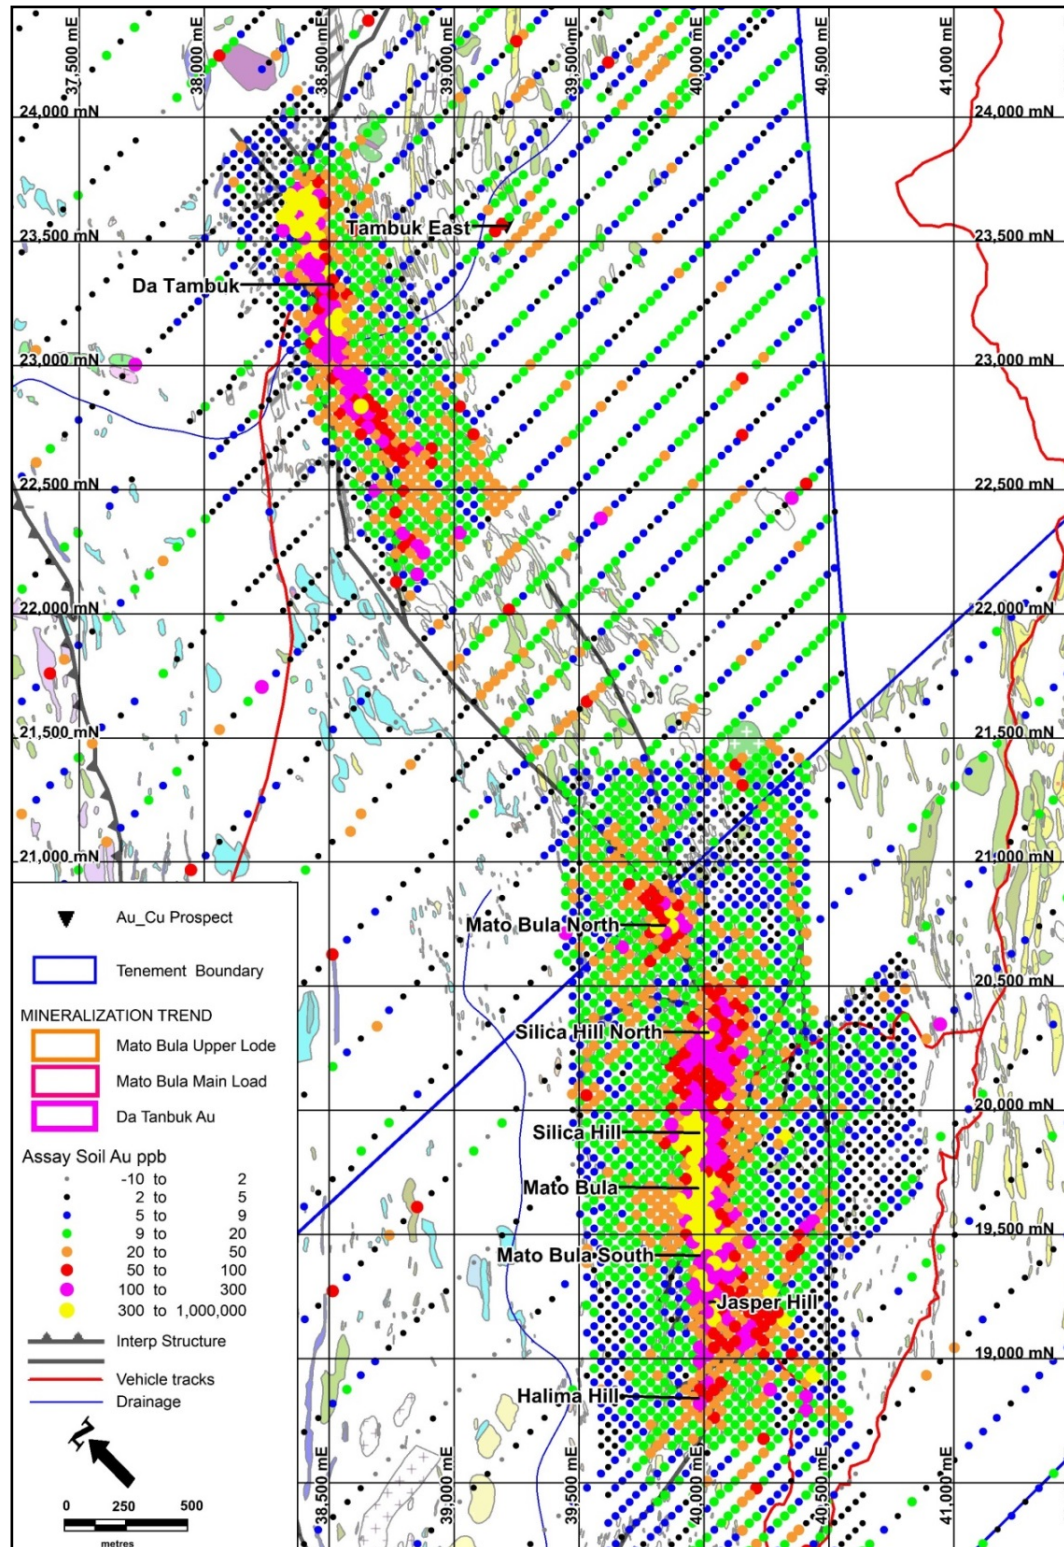 37,500 mE
38,000 mE
38,500 mE
39,000 mE
39,500 mE
40,000 mE
40,500 mE
41,000 mE
24,000 mN
24,000 mN
Tambuk East
23,500 mN
23,500 mN
Da Tambuk
23,000 mN
23,000 mN
22,500 mN
22,500 mN
22,000 mN
22,000 mN
21,500 mN
21,500 mN
21,000 mN
21,000 mN
Mato Bula North
20,500 mN
Silica Hill North
20,000 mN
Silica Hill
Mato Bula
19,500 mN
Mato Bula South
Jasper Hill
19,000 mN
Halima Hill
38,500 mE
39,000 mE
39,500 mE
40,000 mE
40,500 mE
41,000 mE
Au_Cu Prospect
Tenement Boundary
MINERALIZATION TREND
Mato Bula Upper Lode
Mato Bula Main Load
Da Tanbuk Au
Assay Soil Au ppb
-10 to 2
2 to 5
5 to 9
9 to 20
20 to 50
50 to 100
100 to 300
300 to 1,000,000
Interp Structure
Vehicle tracks
Drainage
N
0 250 500
metres